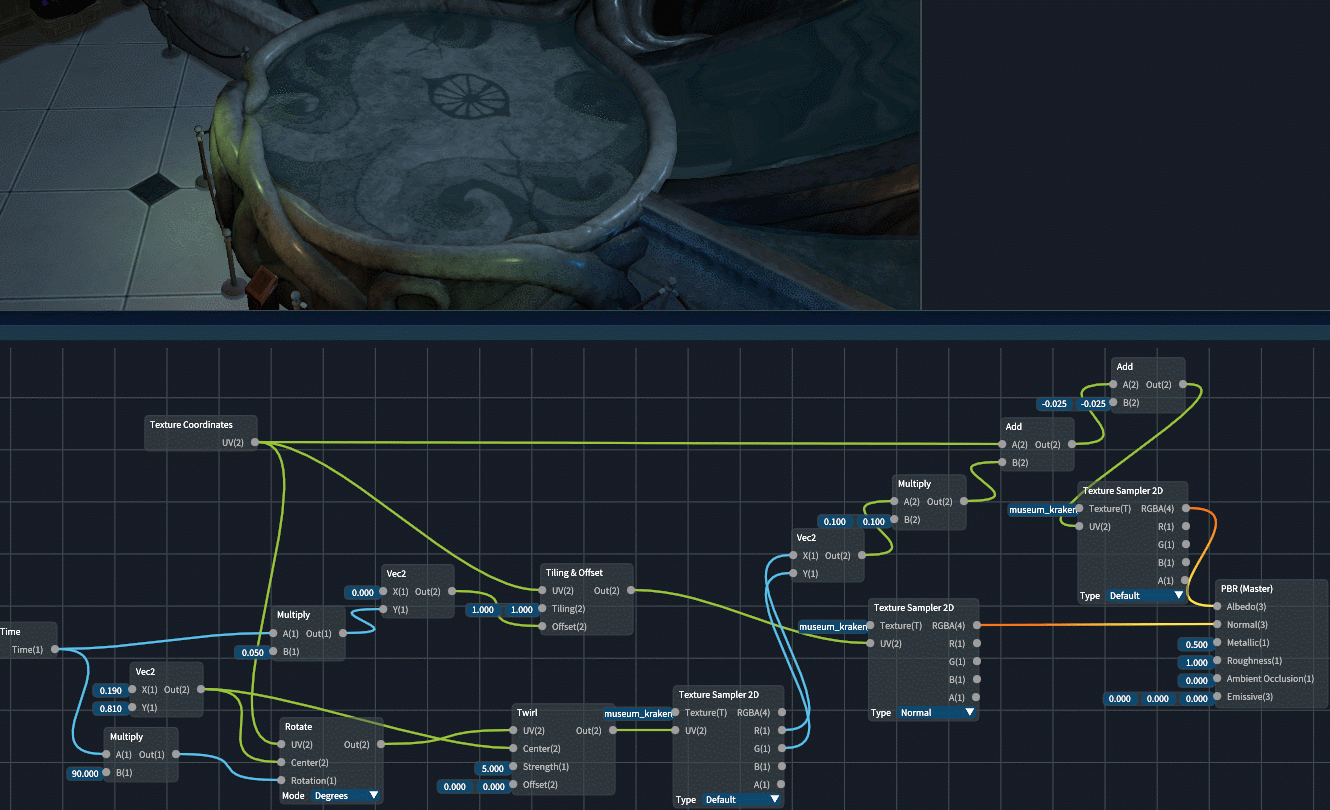 Add
A(2) Out(2)
-0.025 -0.025 B(2)
Texture Coordinates
UV(2)
Add
A(2) Out(2)
B(2)
Multiply
A(2) Out(2)
0.100 0.100 B(2)
Texture Sampler 2D
museum_kraken Texture(T) RGBA(4)
UV(2) R(1)
G(1)
B(1)
A(1)
Type Default
Vec2
X(1) Out(2)
Y(1)
Tiling & Offset
UV(2) Out(2)
1.000 1.000 Tiling(2)
Offset(2)
Vec2
0.000 X(1) Out(2)
Y(1)
Multiply
A(1) Out(1)
0.050 B(1)
Time
Time(1)
Texture Sampler 2D
museum_kraken Texture(T) RGBA(4)
UV(2) R(1)
G(1)
B(1)
A(1)
Type Normal
PBR (Master)
Albedo(3)
Normal(3)
0.500 Metallic(1)
1.000 Roughness(1)
0.000 Ambient Occlusion(1)
0.000 0.000 0.000 Emissive(3)
Vec2
0.190 X(1) Out(2)
0.810 Y(1)
Multiply
A(1) Out(1)
90.000 B(1)
Rotate
UV(2) Out(2)
Center(2)
Rotation(1)
Mode Degrees
Twirl
UV(2) Out(2)
Center(2)
5.000 Strength(1)
0.000 0.000 Offset(2)
Texture Sampler 2D
museum_kraken Texture(T) RGBA(4)
UV(2) R(1)
G(1)
B(1)
A(1)
Type Default